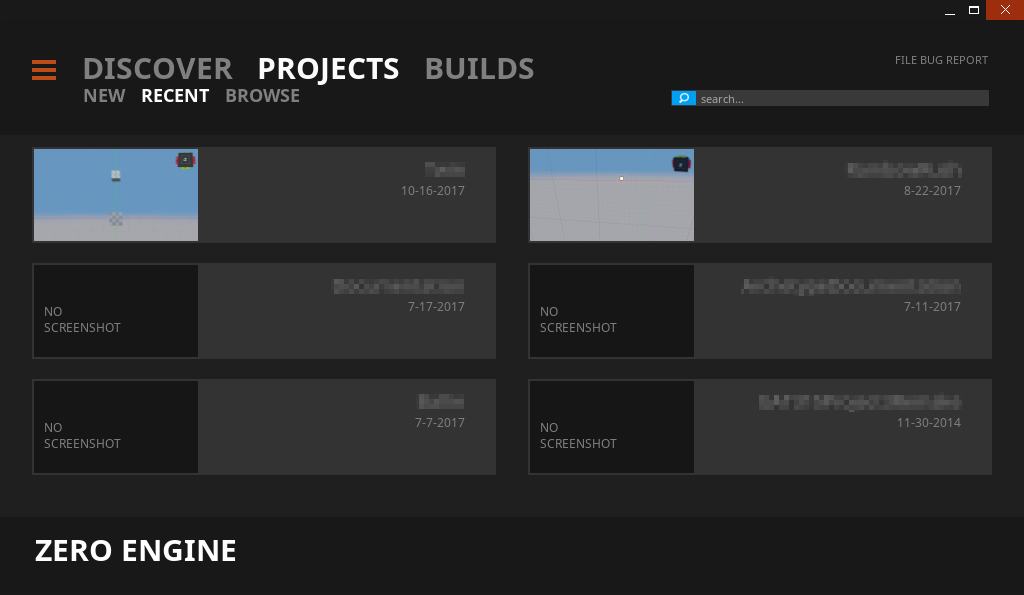 DISCOVER PROJECTS BUILDS
FILE BUG REPORT
NEW RECENT BROWSE
search...
10-16-2017
8-22-2017
7-17-2017
NO
SCREENSHOT
7-11-2017
NO
SCREENSHOT
7-7-2017
NO
SCREENSHOT
11-30-2014
NO
SCREENSHOT
ZERO ENGINE